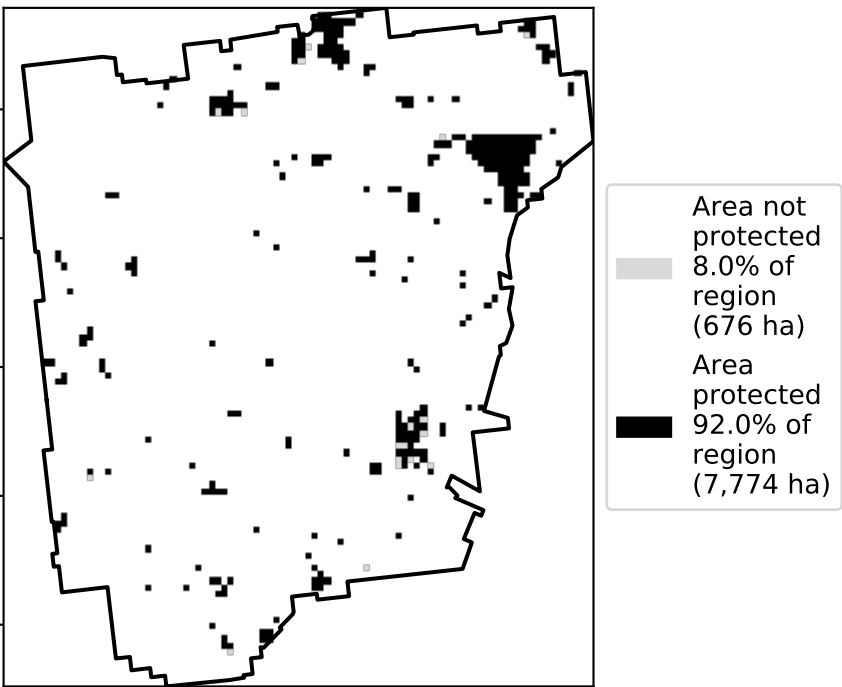 Area not
protected
8.0% of
region
(676 ha)
Area
protected
92.0% of
region
(7,774 ha)